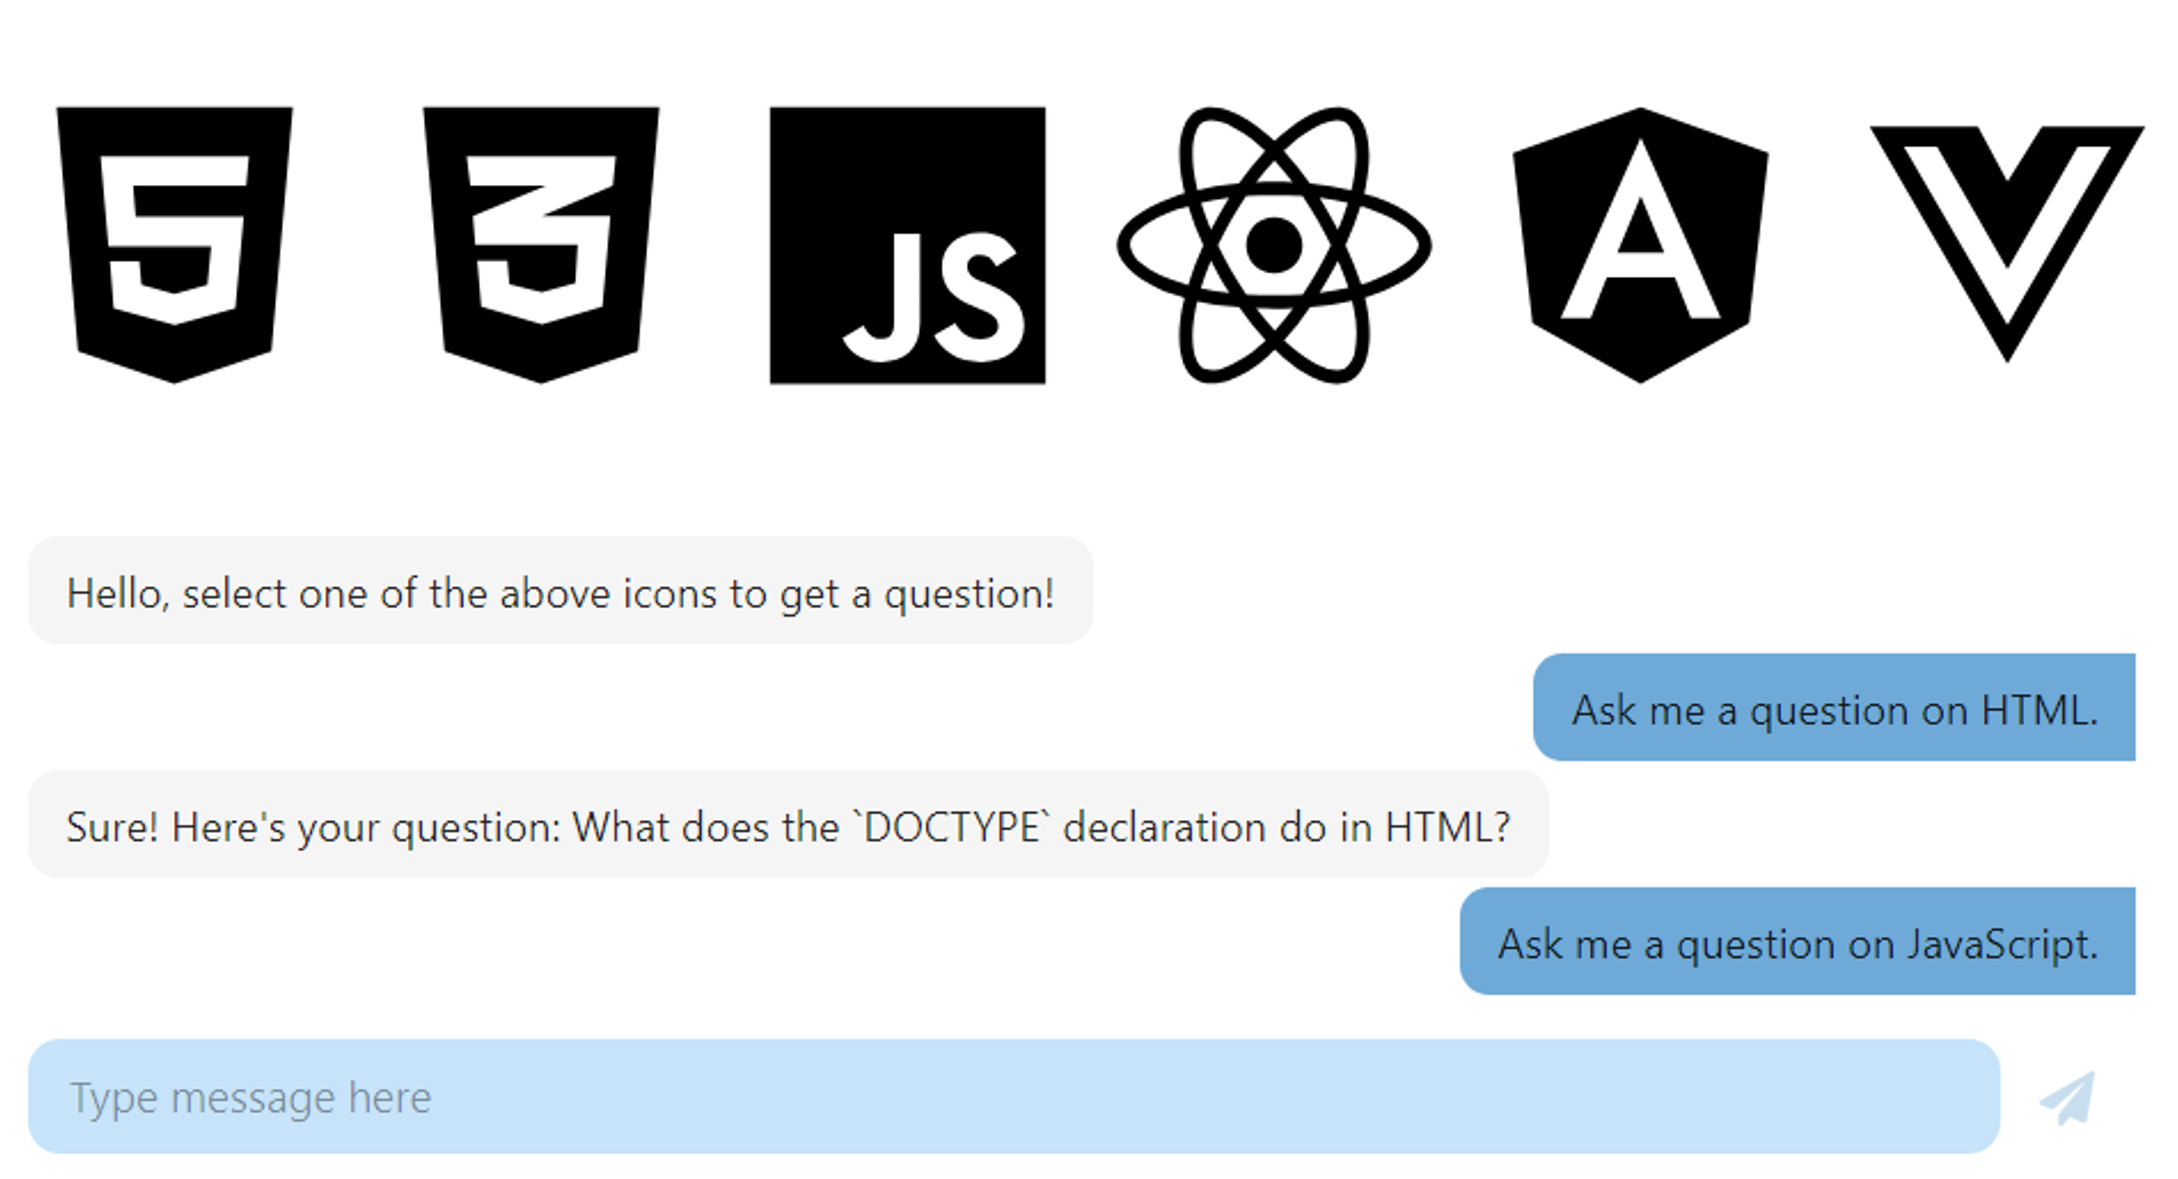 5 3 JS A V
Hello, select one of the above icons to get a question!
Ask me a question on HTML.
Sure! Here's your question: What does the `DOCTYPE` declaration do in HTML?
Ask me a question on JavaScript.
Type message here